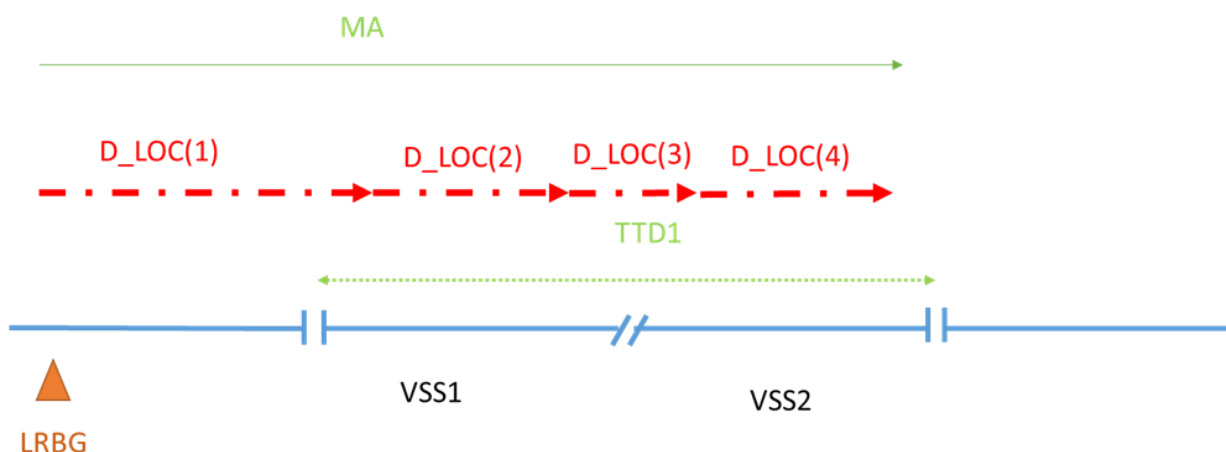 MA
D_LOC(1)
D_LOC(2)
D_LOC(3)
D_LOC(4)
TTD1
VSS1
VSS2
LRBG